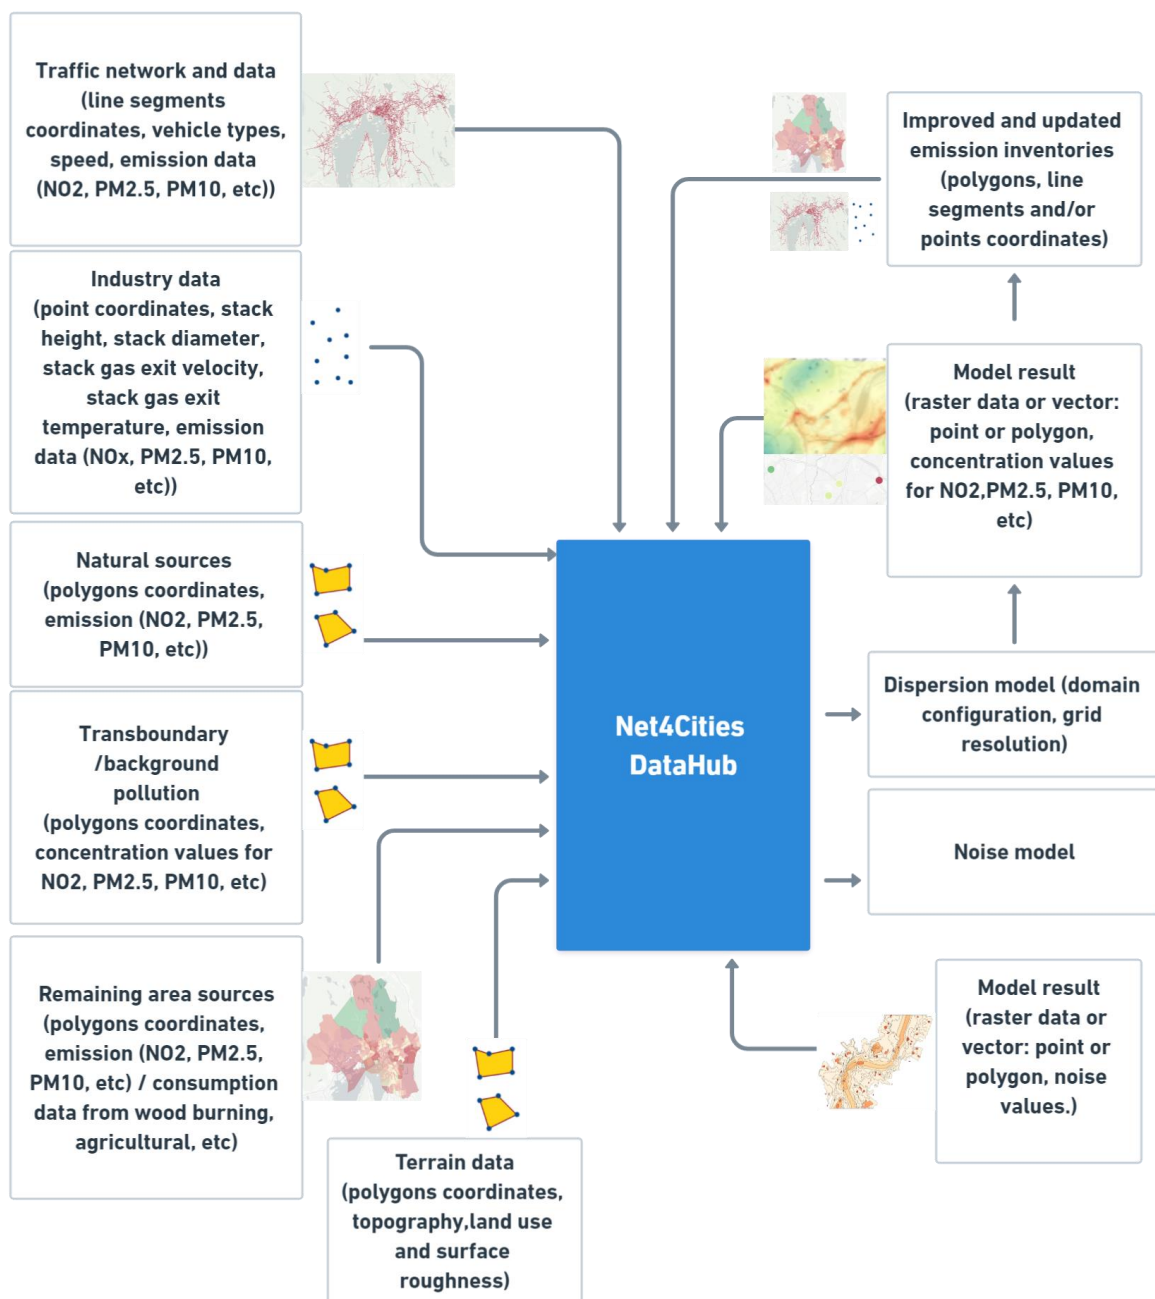 Traffic network and data
(line segments
coordinates, vehicle types,
speed, emission data
(NO2, PM2.5, PM10, etc))
Industry data
(point coordinates, stack
height, stack diameter,
stack gas exit velocity,
stack gas exit
temperature, emission
data (NOx, PM2.5, PM10,
etc))
Natural sources
(polygons coordinates,
emission (NO2, PM2.5,
PM10, etc))
Transboundary
/background
pollution
(polygons coordinates,
concentration values for
NO2, PM2.5, PM10, etc)
Remaining area sources
(polygons coordinates,
emission (NO2, PM2.5,
PM10, etc) / consumption
data from wood burning,
agricultural, etc)
Terrain data
(polygons coordinates,
topography,land use
and surface
roughness)
Net4Cities
DataHub
Improved and updated
emission inventories
(polygons, line
segments and/or
points coordinates)
Model result
(raster data or vector:
point or polygon,
concentration values
for NO2,PM2.5, PM10,
etc)
Dispersion model (domain
configuration, grid
resolution)
Noise model
Model result
(raster data or
vector: point or
polygon, noise
values.)